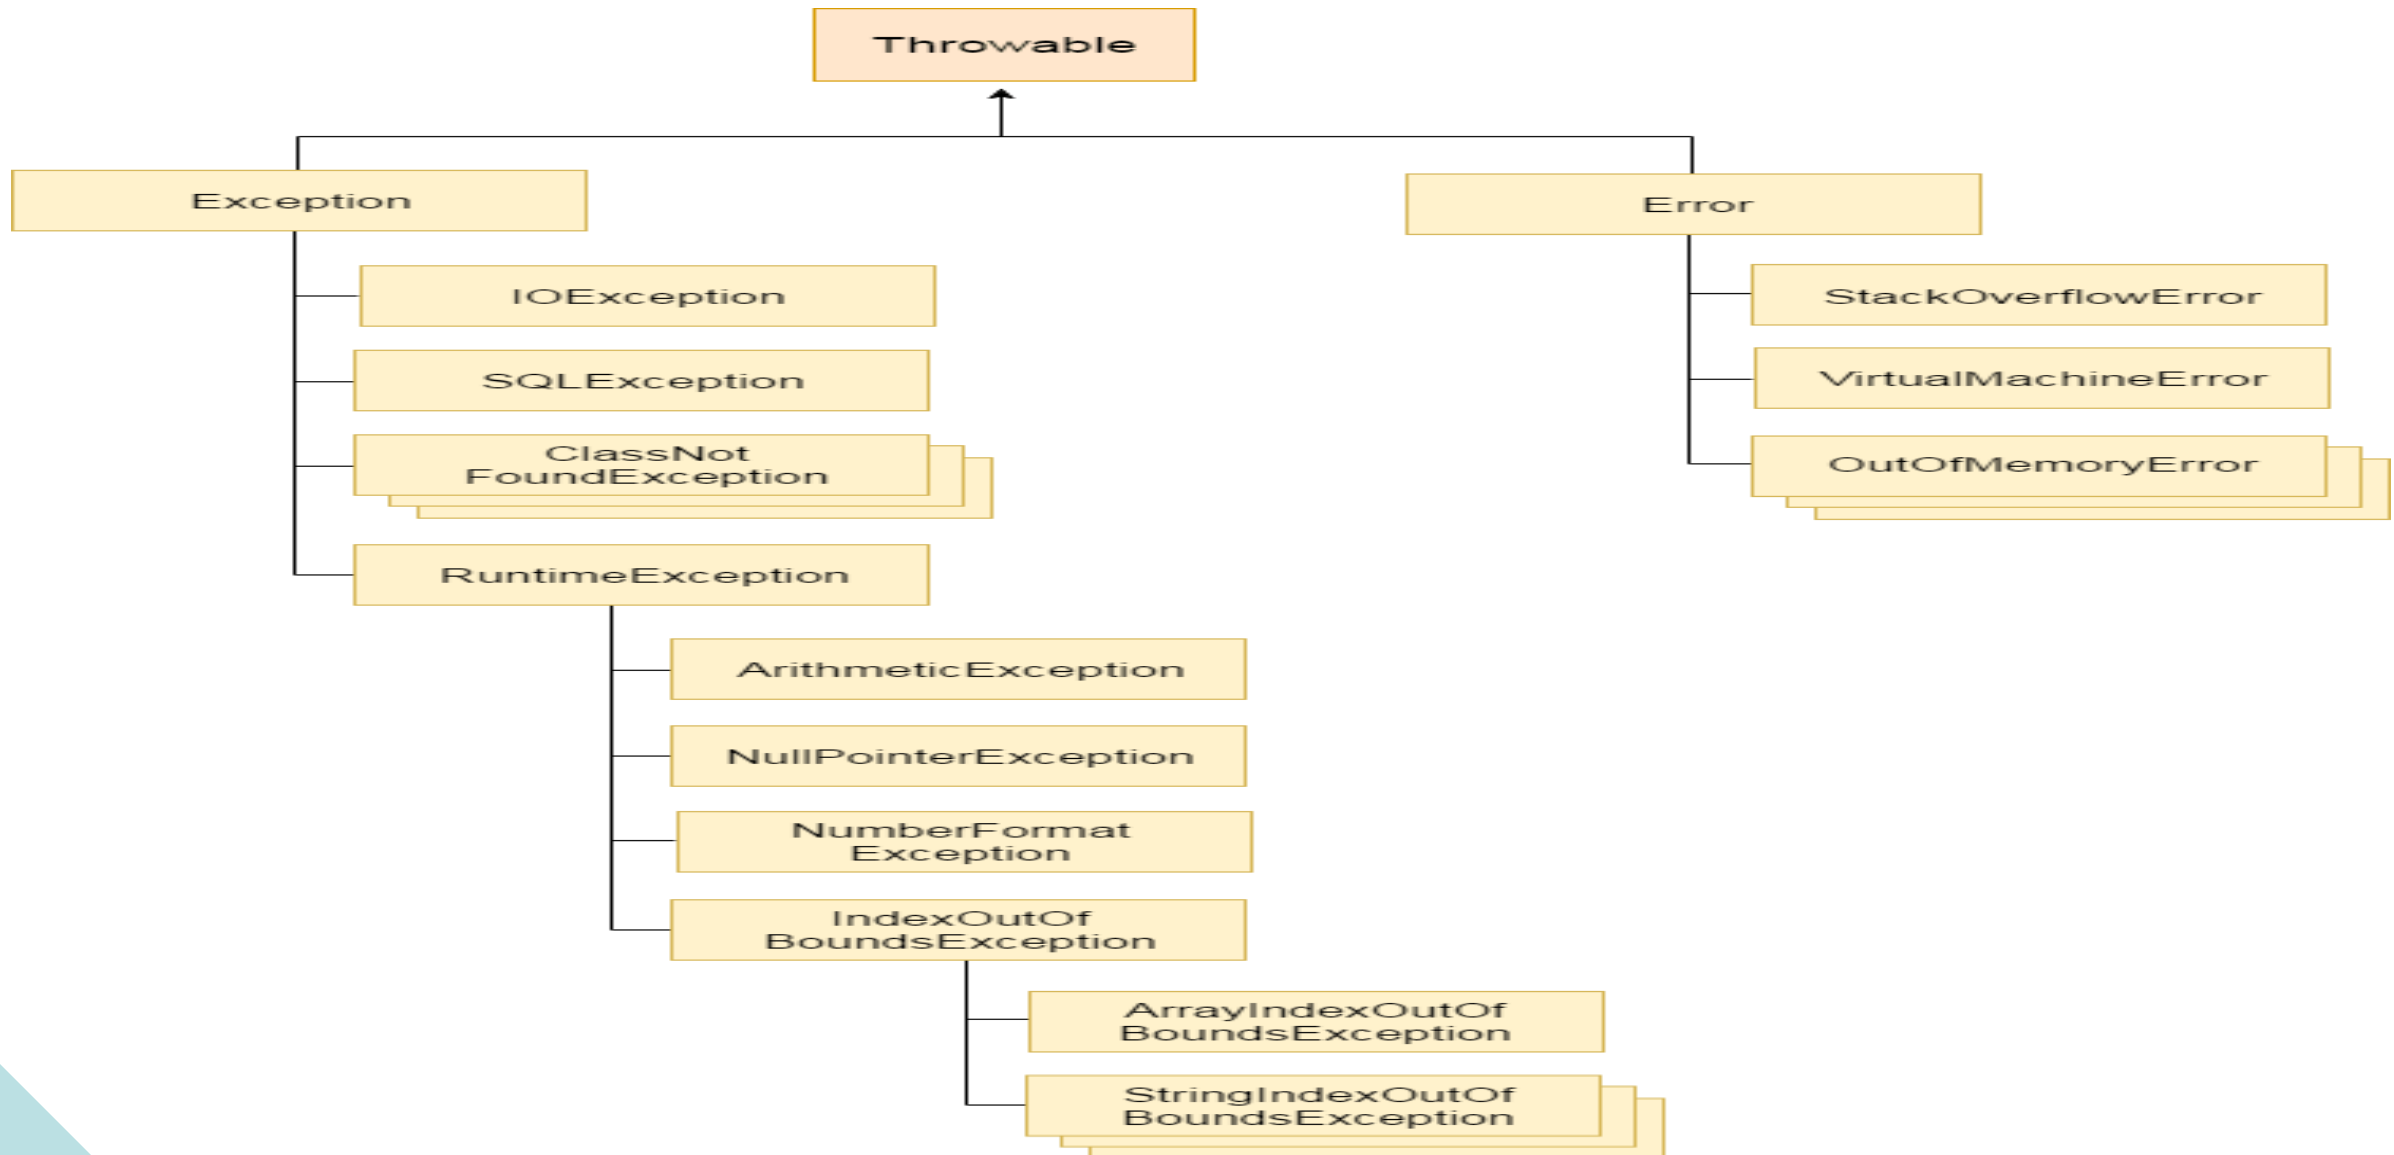 Throwable
Exception
Error
IOException
StackOverflowError
SQLException
VirtualMachineError
ClassNot
FoundException
OutOfMemoryError
RuntimeException
ArithmeticException
NullPointerException
NumberFormat
Exception
IndexOutOf
BoundsException
ArrayIndexOutOf
BoundsException
StringIndexOutOf
BoundsException